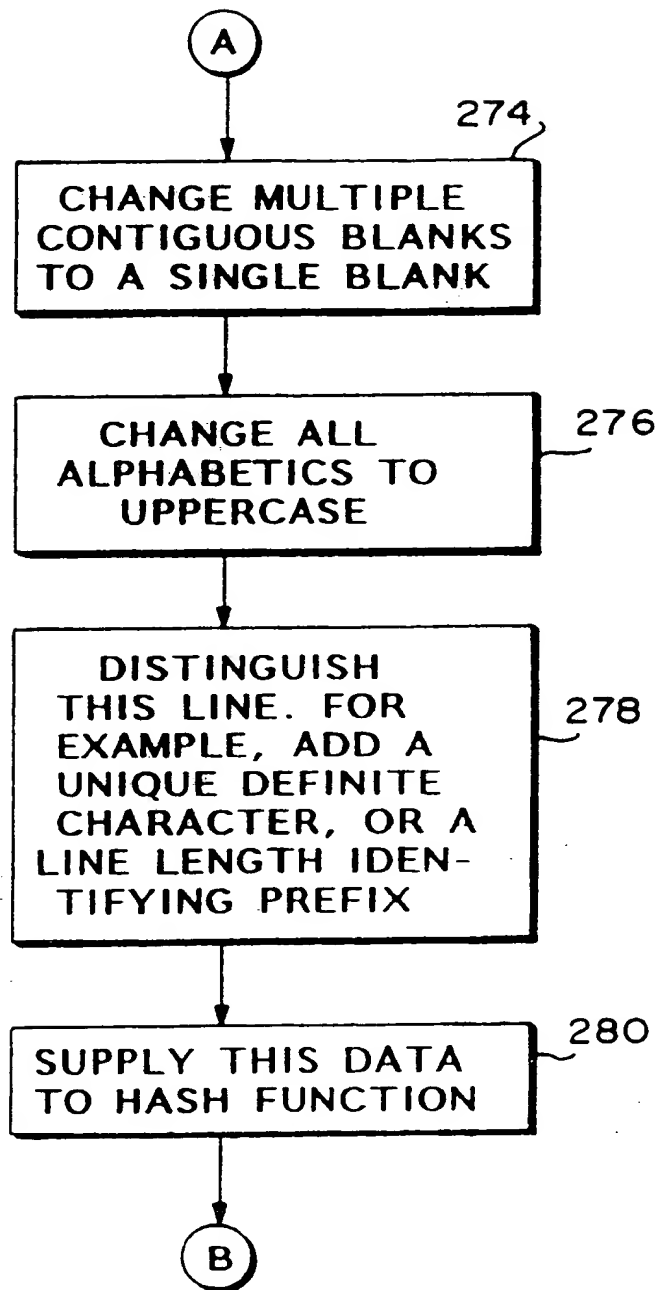 A
274
CHANGE MULTIPLE
CONTIGUOUS BLANKS
TO A SINGLE BLANK
276
CHANGE ALL
ALPHABETICS TO
UPPERCASE
278
DISTINGUISH
THIS LINE. FOR
EXAMPLE, ADD A
UNIQUE DEFINITE
CHARACTER, OR A
LINE LENGTH IDEN-
TIFYING PREFIX
280
SUPPLY THIS DATA
TO HASH FUNCTION
B